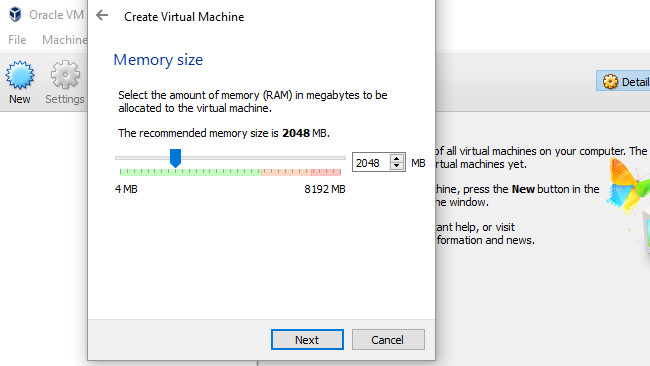 Oracle VM
Create Virtual Machine
File Machine
New
Settings
Memory size
Select the amount of memory (RAM) in megabytes to be
allocated to the virtual machine.
The recommended memory size is 2048 MB.
2048 MB
4 MB 8192 MB
Next Cancel
Detail
of all virtual machines on your computer. The
rtual machines yet.
hine, press the New button in the
he window.
tant help, or visit
formation and news.